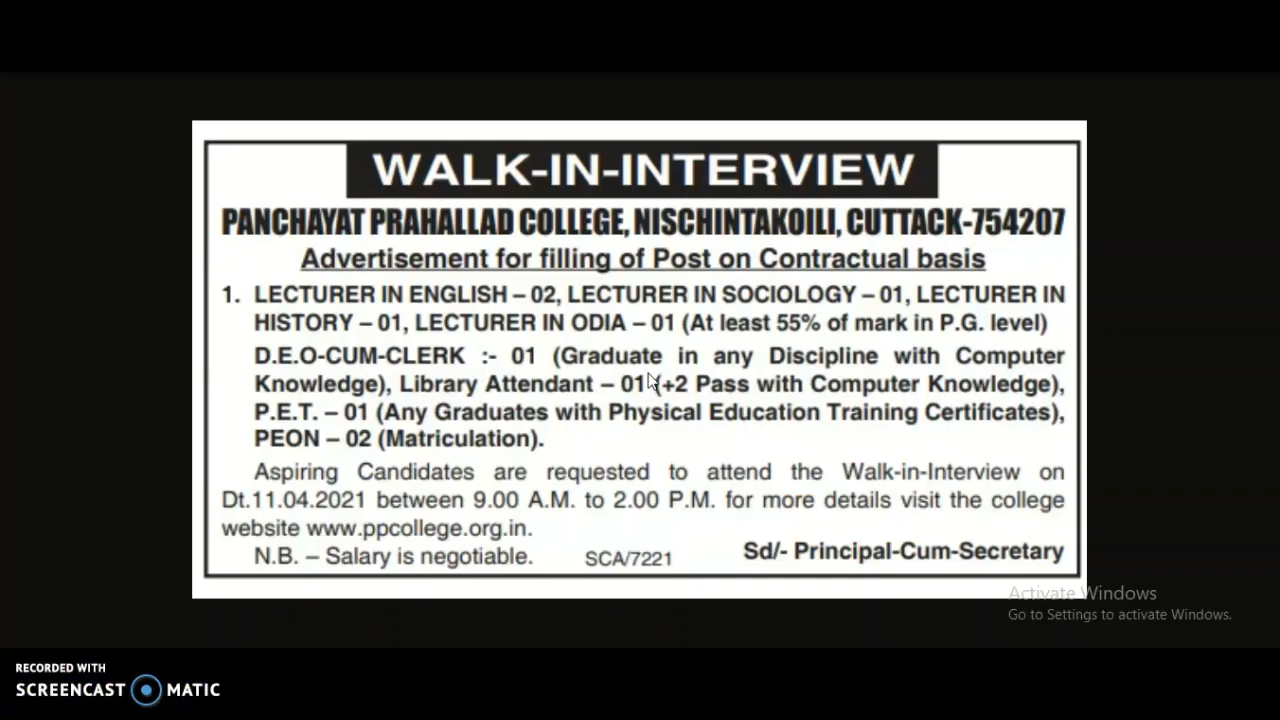 WALK-IN-INTERVIEW
PANCHAYAT PRAHALLAD COLLEGE, NISCHINTAKOILI, CUTTACK-754207
Advertisement for filling of Post on Contractual basis
1. LECTURER IN ENGLISH – 02, LECTURER IN SOCIOLOGY – 01, LECTURER IN
HISTORY – 01, LECTURER IN ODIA – 01 (At least 55% of mark in P.G. level)
D.E.O-CUM-CLERK :- 01 (Graduate in any Discipline with Computer
Knowledge), Library Attendant – 01 (+2 Pass with Computer Knowledge),
P.E.T. – 01 (Any Graduates with Physical Education Training Certificates),
PEON – 02 (Matriculation).
Aspiring Candidates are requested to attend the Walk-in-Interview on
Dt.11.04.2021 between 9.00 A.M. to 2.00 P.M. for more details visit the college
website www.ppcollege.org.in.
N.B. – Salary is negotiable. SCA/7221 Sd/- Principal-Cum-Secretary
Activate Windows
Go to Settings to activate Windows.
RECORDED WITH
SCREENCAST MATIC